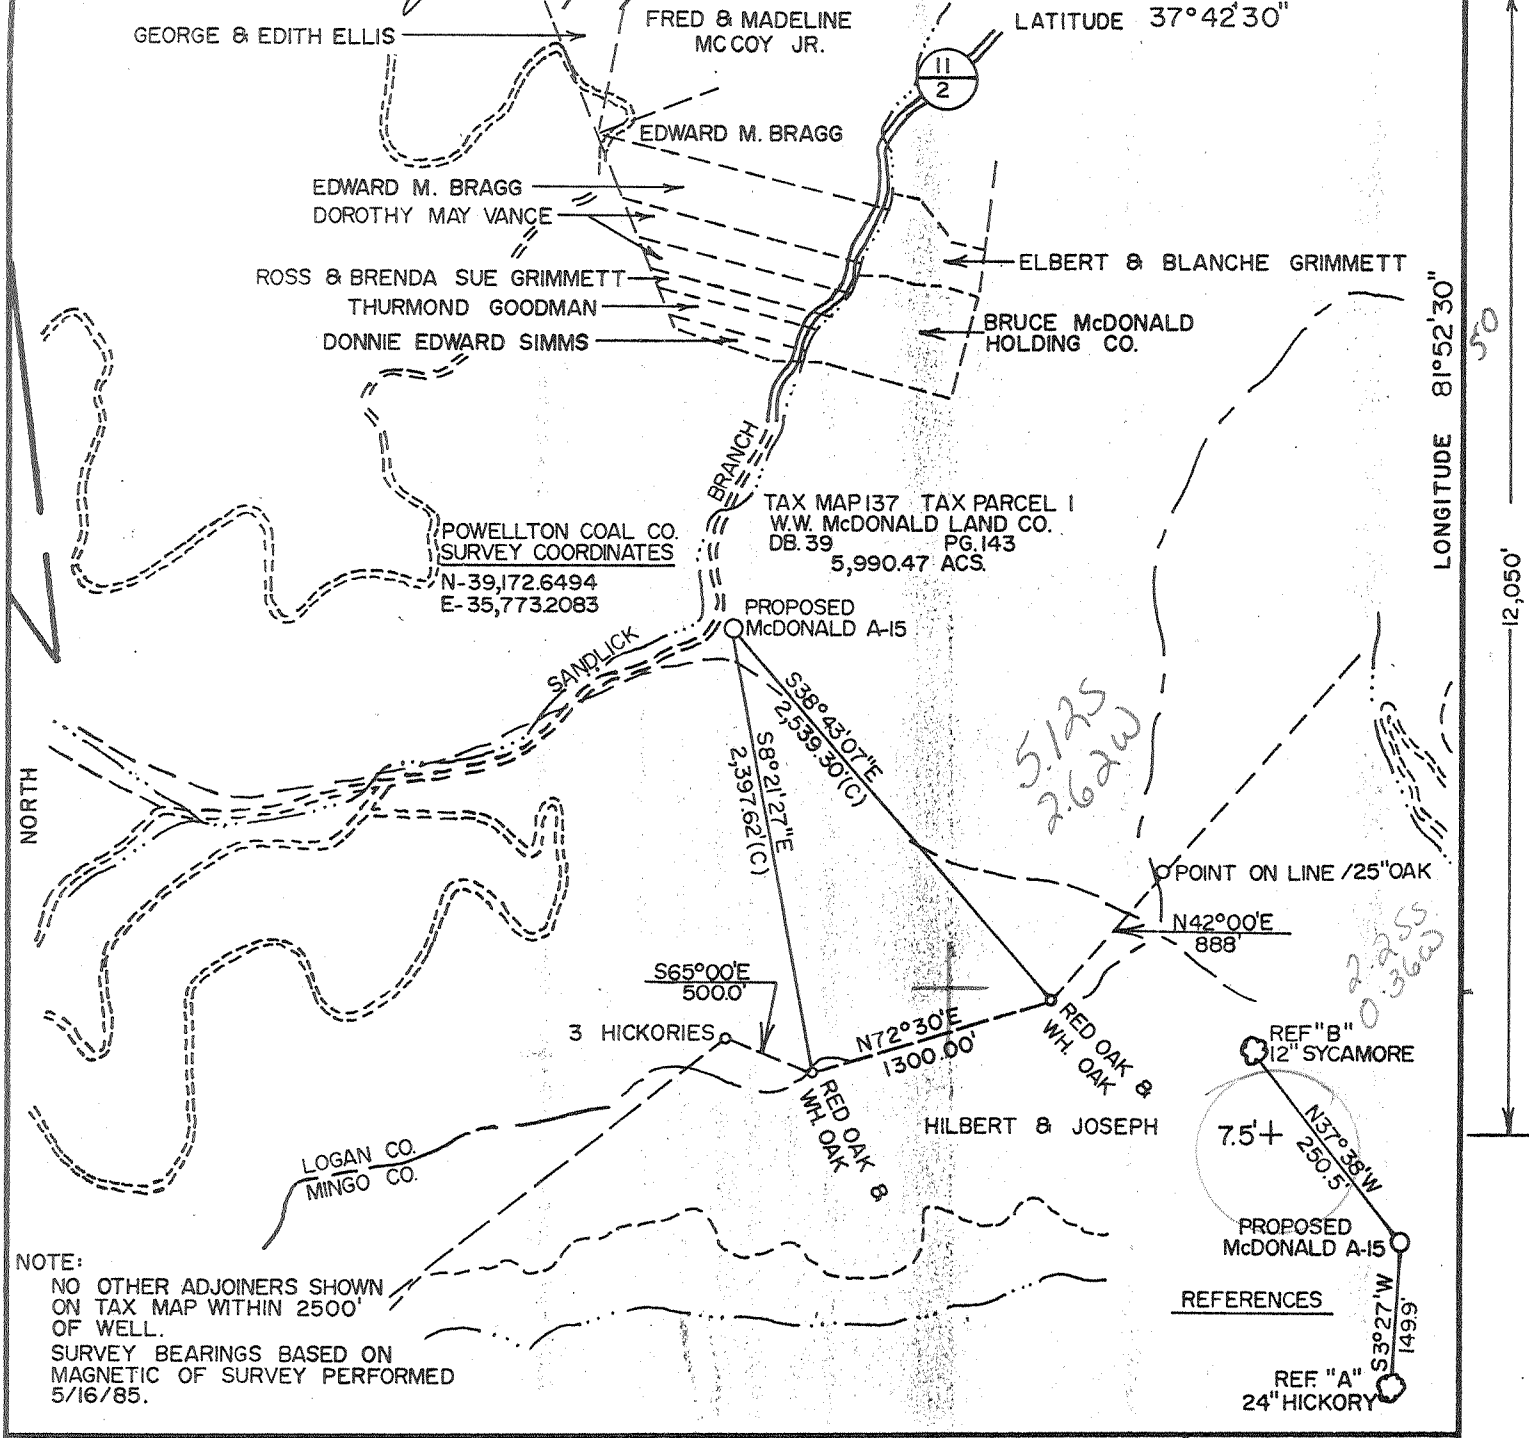 FRED & MADELINE
MCCOY JR.
LATITUDE 37°42'30"
GEORGE & EDITH ELLIS
11
2
EDWARD M. BRAGG
EDWARD M. BRAGG
DOROTHY MAY VANCE
ROSS & BRENDA SUE GRIMMETT
THURMOND GOODMAN
DONNIE EDWARD SIMMS
ELBERT & BLANCHE GRIMMETT
BRUCE McDONALD
HOLDING CO.
LONGITUDE 81°52'30"
50
12,050'
BRANCH
TAX MAP 137 TAX PARCEL 1
W.W. McDONALD LAND CO.
DB. 39 PG. 143
5,990.47 ACS.
POWELLTON COAL CO.
SURVEY COORDINATES
N-39,172.6494
E-35,773.2083
PROPOSED
McDONALD A-15
SANDLICK
S38°43'07"E
2,539.30'(C)
S8°21'27"E
2,397.62'(C)
5.12S
2.62W
NORTH
POINT ON LINE/25"OAK
N42°00'E
888'
2.25S
0.36W
S65°00'E
500.0'
3 HICKORIES
N72°30'E
1300.00'
RED OAK &
WH. OAK
RED OAK &
WH. OAK
REF "B"
12" SYCAMORE
HILBERT & JOSEPH
7.5'+
N37°38'W
250.5'
LOGAN CO.
MINGO CO.
PROPOSED
McDONALD A-15
REFERENCES
S3°27'W
149.9'
REF. "A"
24" HICKORY
NOTE:
NO OTHER ADJOINERS SHOWN
ON TAX MAP WITHIN 2500'
OF WELL.
SURVEY BEARINGS BASED ON
MAGNETIC OF SURVEY PERFORMED
5/16/85.